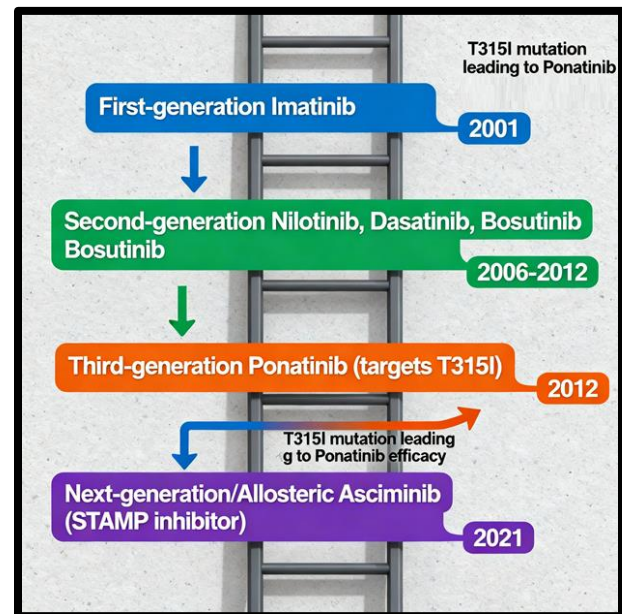 T315I mutation
leading to Ponatinib
First-generation Imatinib
2001
Second-generation Nilotinib, Dasatinib, Bosutinib
Bosutinib
2006-2012
Third-generation Ponatinib (targets T315I)
2012
T315I mutation leading
g to Ponatinib efficacy
Next-generation/Allosteric Asciminib
(STAMP inhibitor)
2021